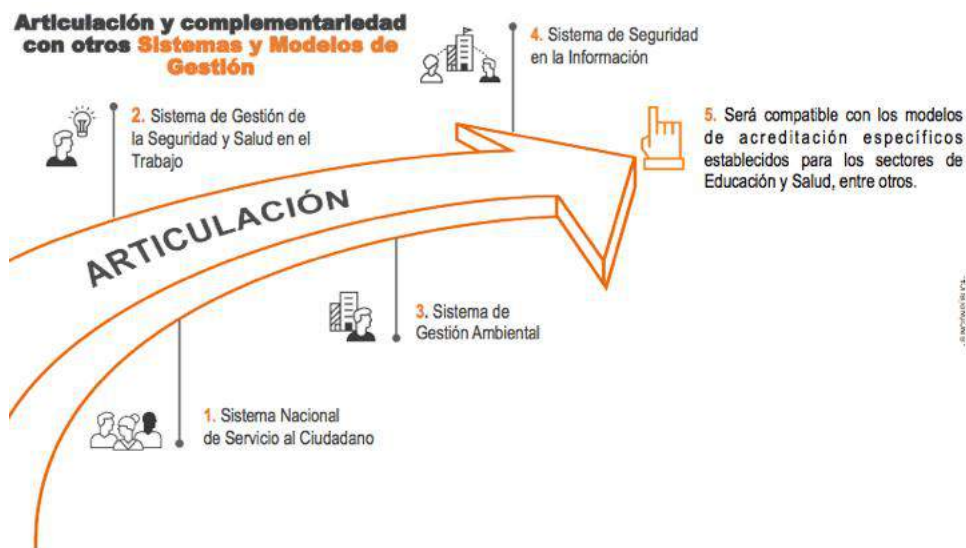 Articulación y complementariedad
con otros Sistemas y Modelos de
Gestión
4. Sistema de Seguridad
en la Información
2. Sistema de Gestión de
la Seguridad y Salud en el
Trabajo
5. Será compatible con los modelos
de acreditación específicos
establecidos para los sectores de
Educación y Salud, entre otros.
ARTICULACIÓN
3. Sistema de
Gestión Ambiental
1. Sistema Nacional
de Servicio al Ciudadano